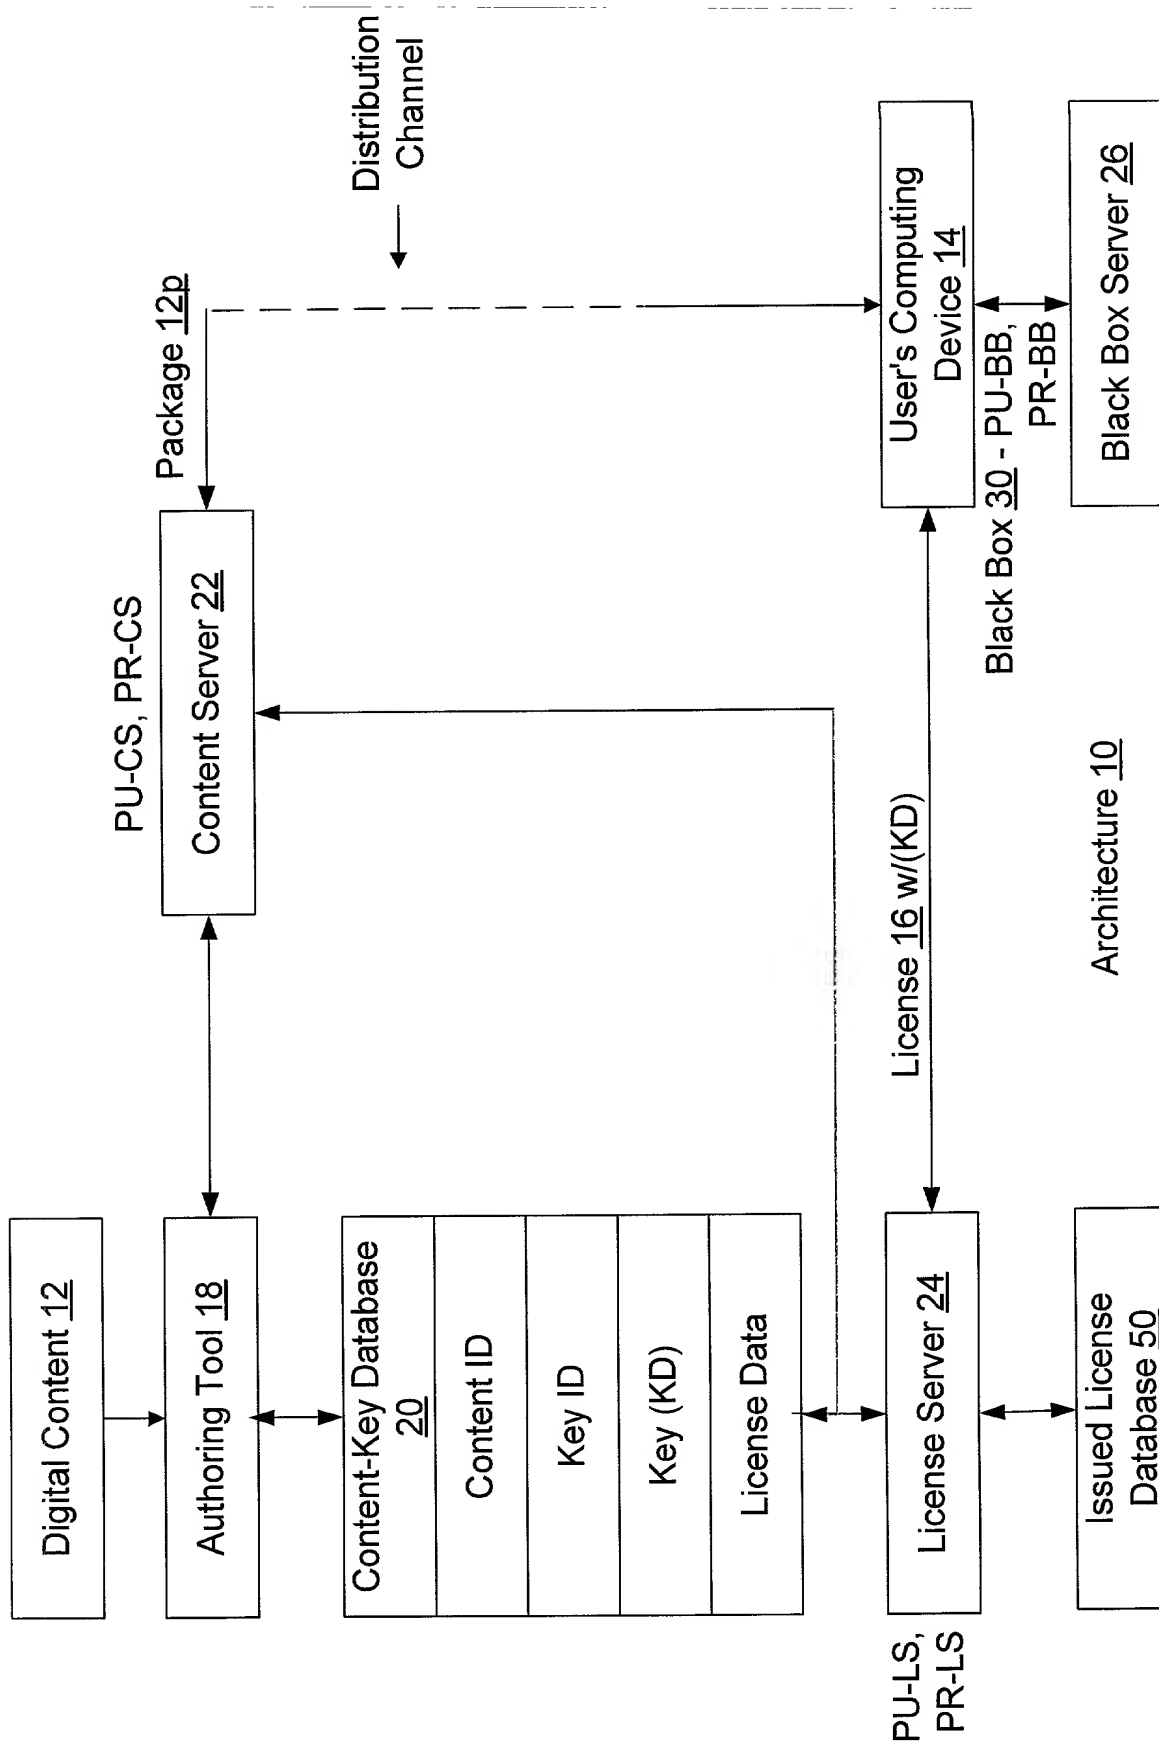 Digital Content 12
Authoring Tool 18
Content-Key Database
20
Content ID
Key ID
Key (KD)
License Data
PU-LS,
PR-LS
License Server 24
Issued License
Database 50
PU-CS, PR-CS
Content Server 22
Package 12p
Distribution
Channel
License 16 w/(KD)
User's Computing
Device 14
Black Box 30 - PU-BB,
PR-BB
Black Box Server 26
Architecture 10